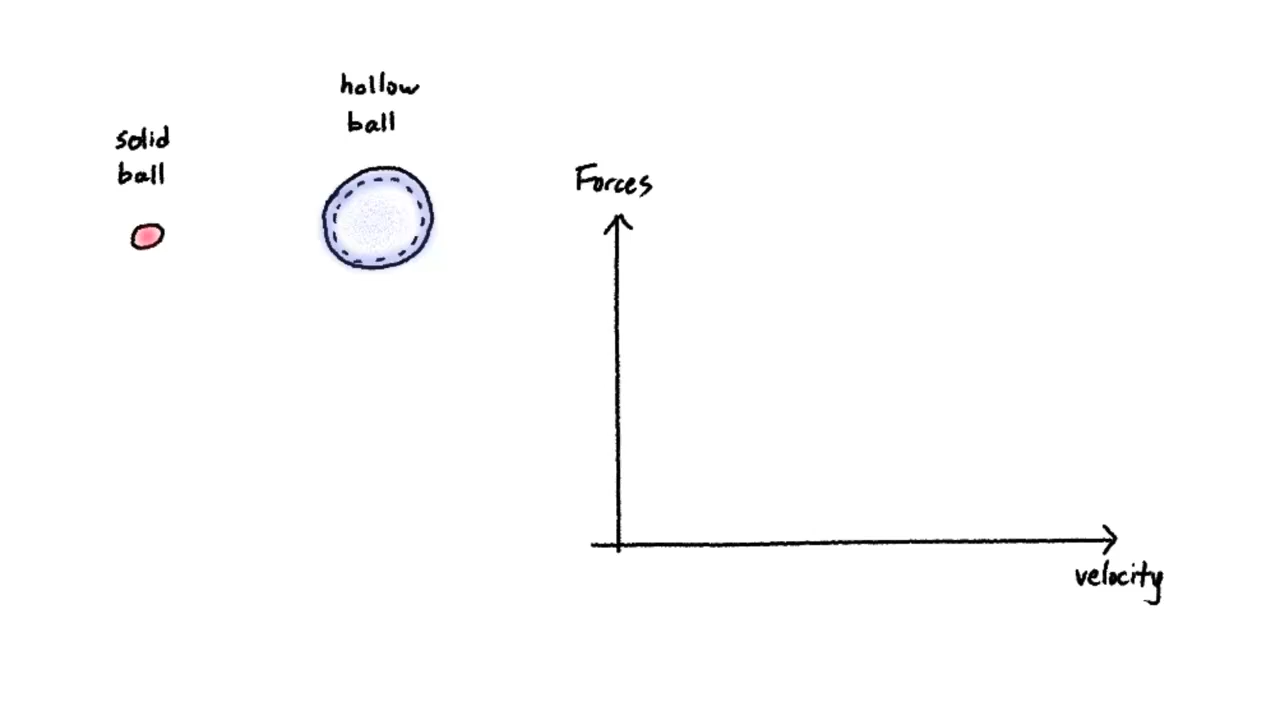 solid
ball
hollow
ball
Forces
velocity